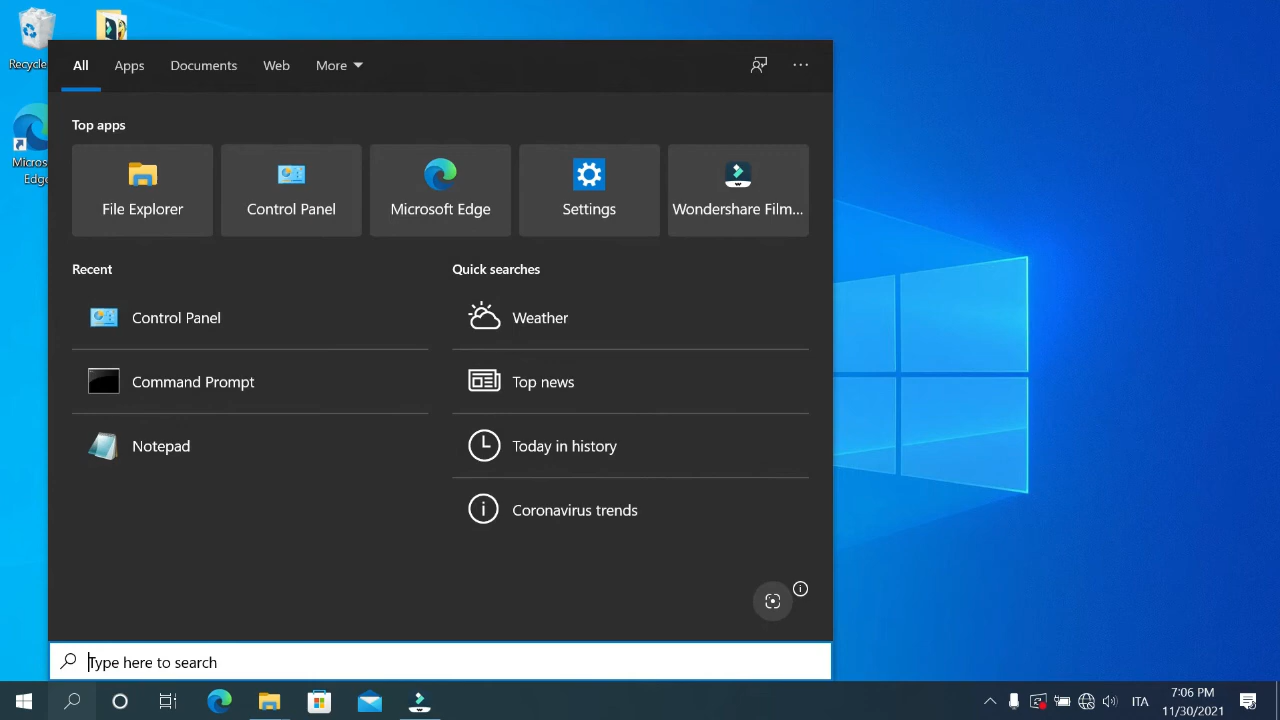 Recycle
Micros
Edge
All Apps Documents Web More
Top apps
File Explorer Control Panel Microsoft Edge Settings Wondershare Film...
Recent
Control Panel
Command Prompt
Notepad
Quick searches
Weather
Top news
Today in history
Coronavirus trends
Type here to search
ITA
7:06 PM
11/30/2021